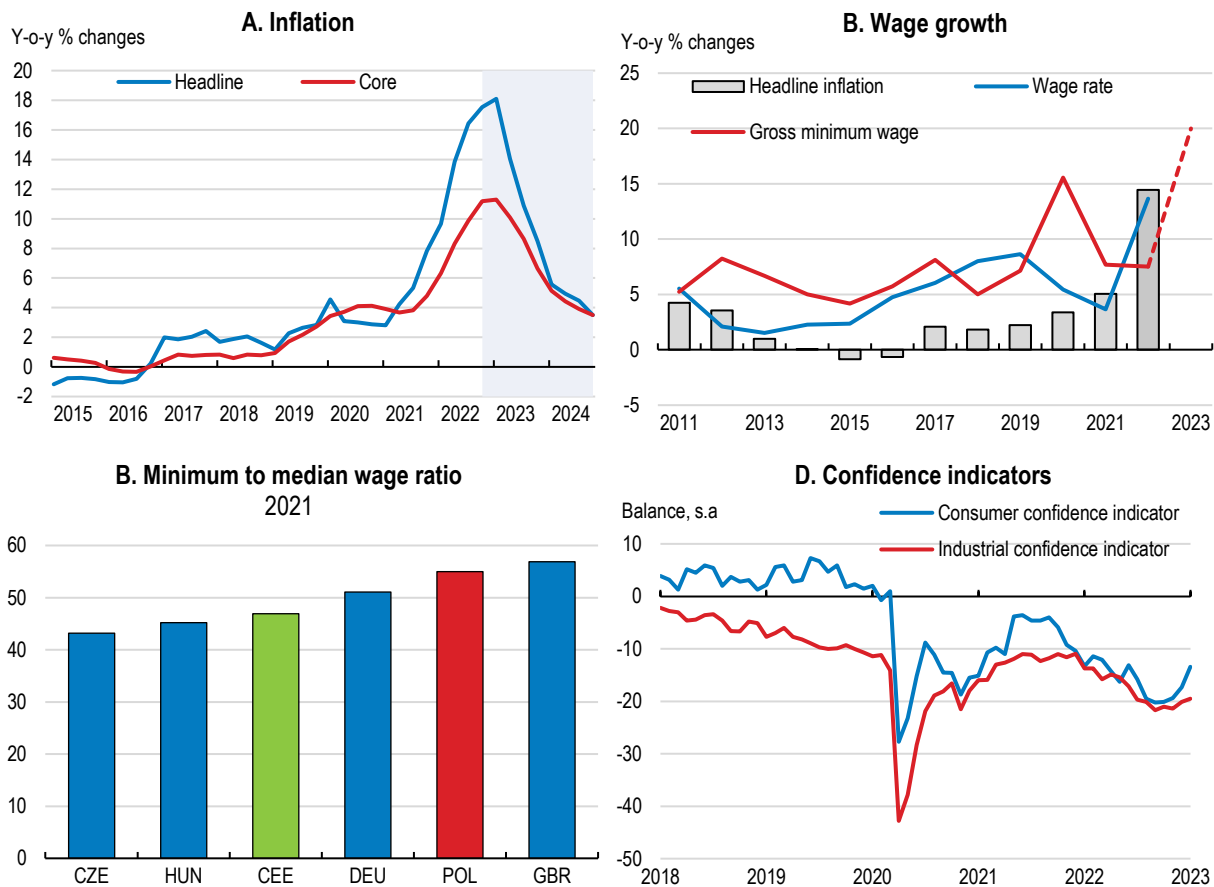 A. Inflation
Y-o-y % changes
Headline
Core
20
18
16
14
12
10
8
6
4
2
0
-2
2015 2016 2017 2018 2019 2020 2021 2022 2023 2024
B. Wage growth
Y-o-y % changes
Headline inflation
Wage rate
Gross minimum wage
25
20
15
10
5
0
-5
2011 2013 2015 2017 2019 2021 2023
B. Minimum to median wage ratio
2021
60
50
40
30
20
10
0
CZE HUN CEE DEU POL GBR
D. Confidence indicators
Balance, s.a
Consumer confidence indicator
Industrial confidence indicator
10
0
-10
-20
-30
-40
-50
2018 2019 2020 2021 2022 2023